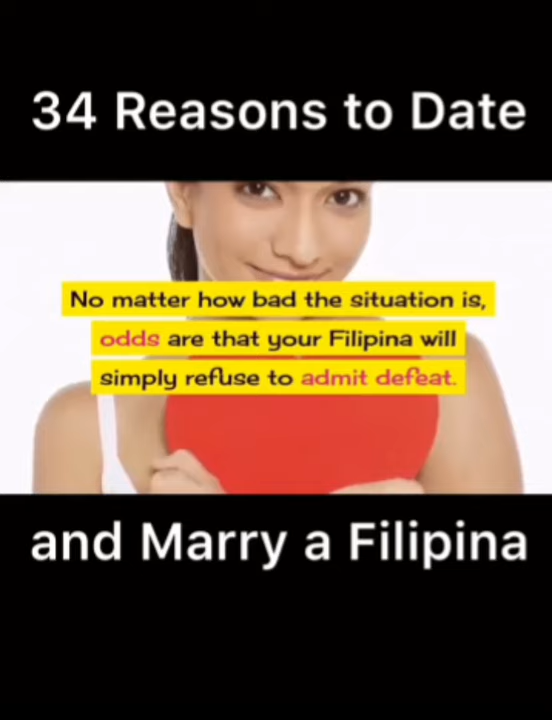 34 Reasons to Date
No matter how bad the situation is,
odds are that your Filipina will
simply refuse to admit defeat.
and Marry a Filipina